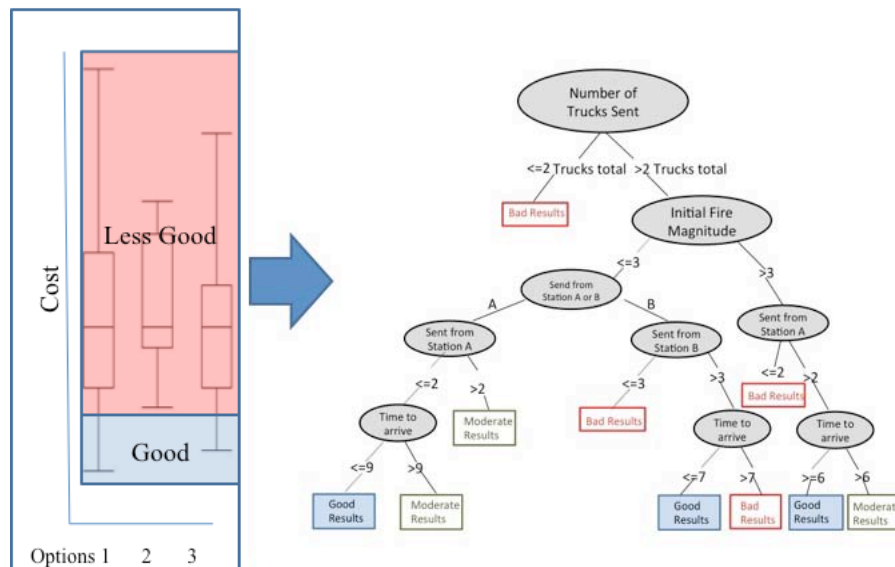 Less Good
Cost
Good
Options 1 2 3
Number of
Trucks Sent
<=2 Trucks total
>2 Trucks total
Bad Results
Initial Fire
Magnitude
<=3
>3
Send from
Station A or B
A
B
Sent from
Station A
Sent from
Station B
Sent from
Station A
<=2
>2
<=3
>3
<=2
>2
Bad Results
Time to
arrive
Moderate
Results
Bad Results
Time to
arrive
Time to
arrive
<=9
>9
<=7
>7
>=6
>6
Good
Results
Moderate
Results
Good
Results
Bad
Results
Good
Results
Moderate
Results